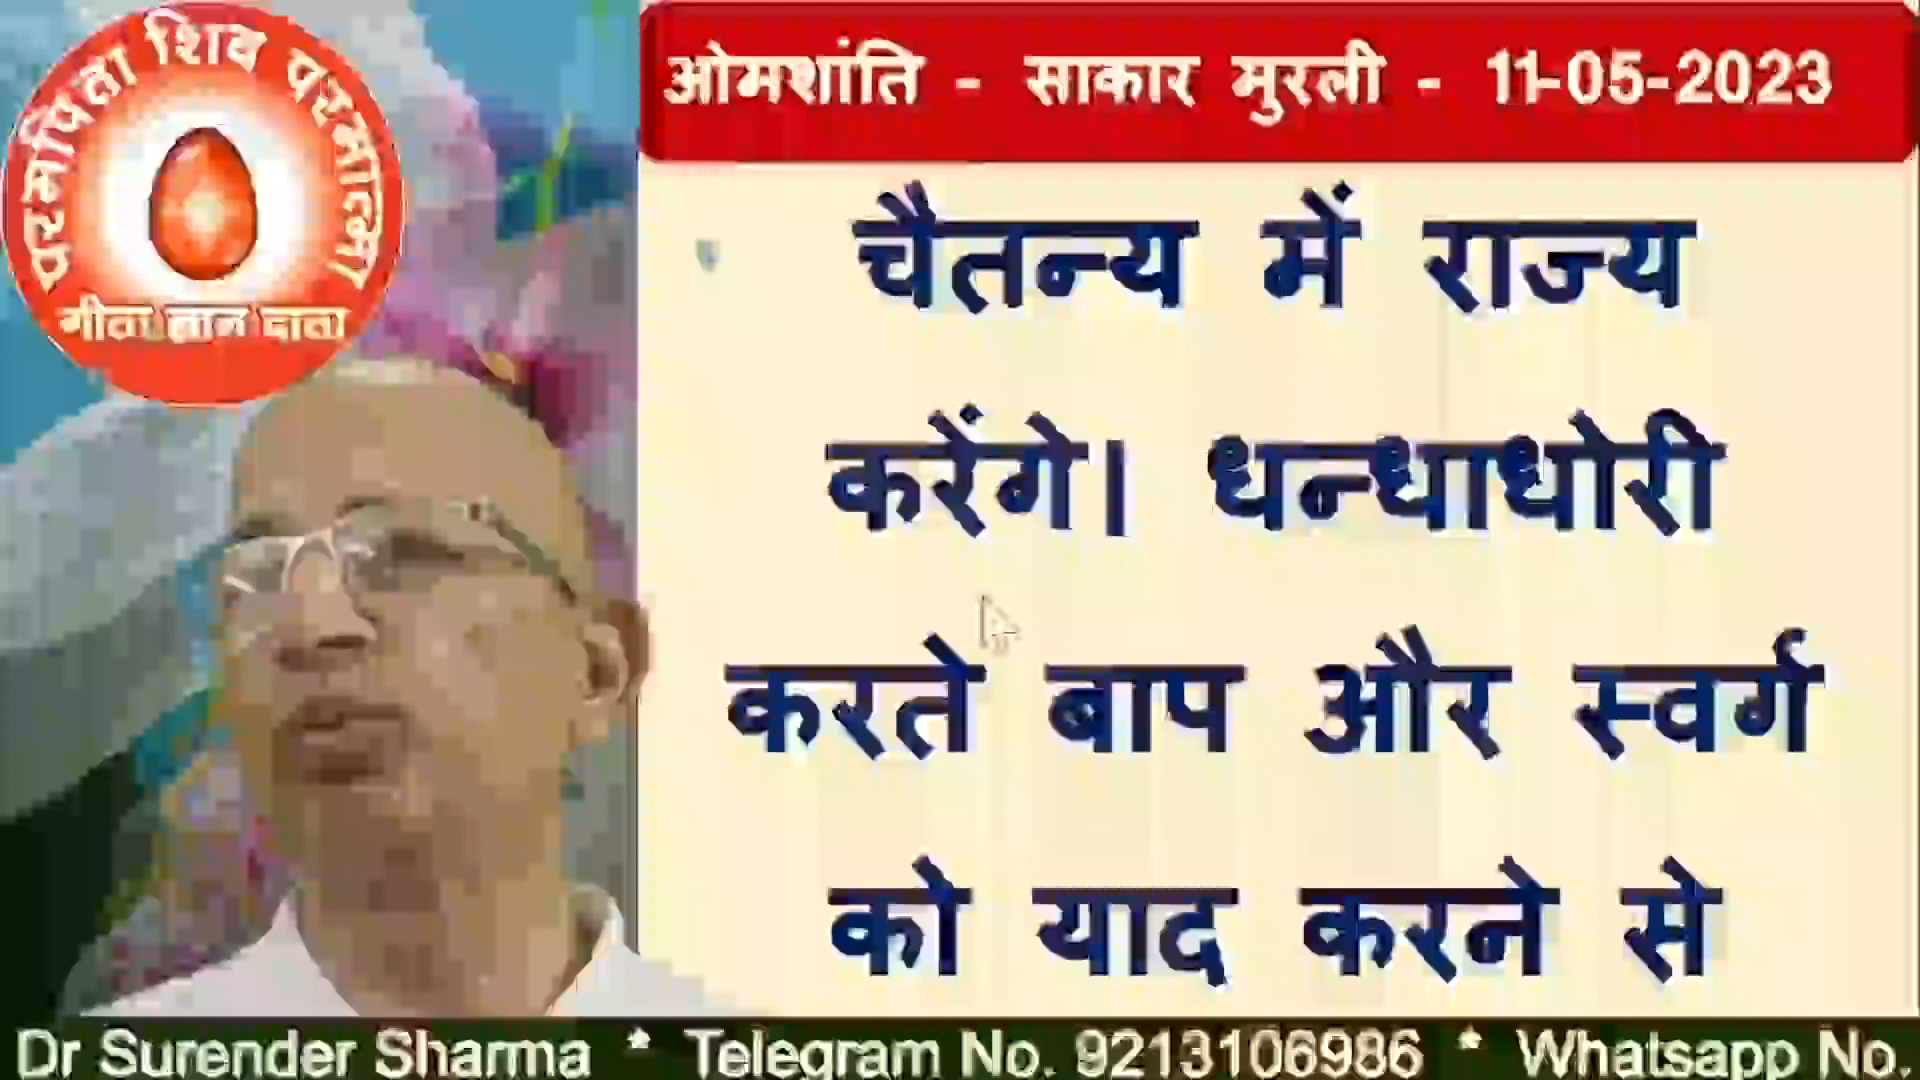 परमपिता शिव परमात्मा
गीता ज्ञान दाता
ओमशांति - साकार मुरली - 11-05-2023
चैतन्य में राज्य
करेंगे। धन्धाधोरी
करते बाप और स्वर्ग
को याद करने से
Dr Surender Sharma * Telegram No. 9213106986 * Whatsapp No.